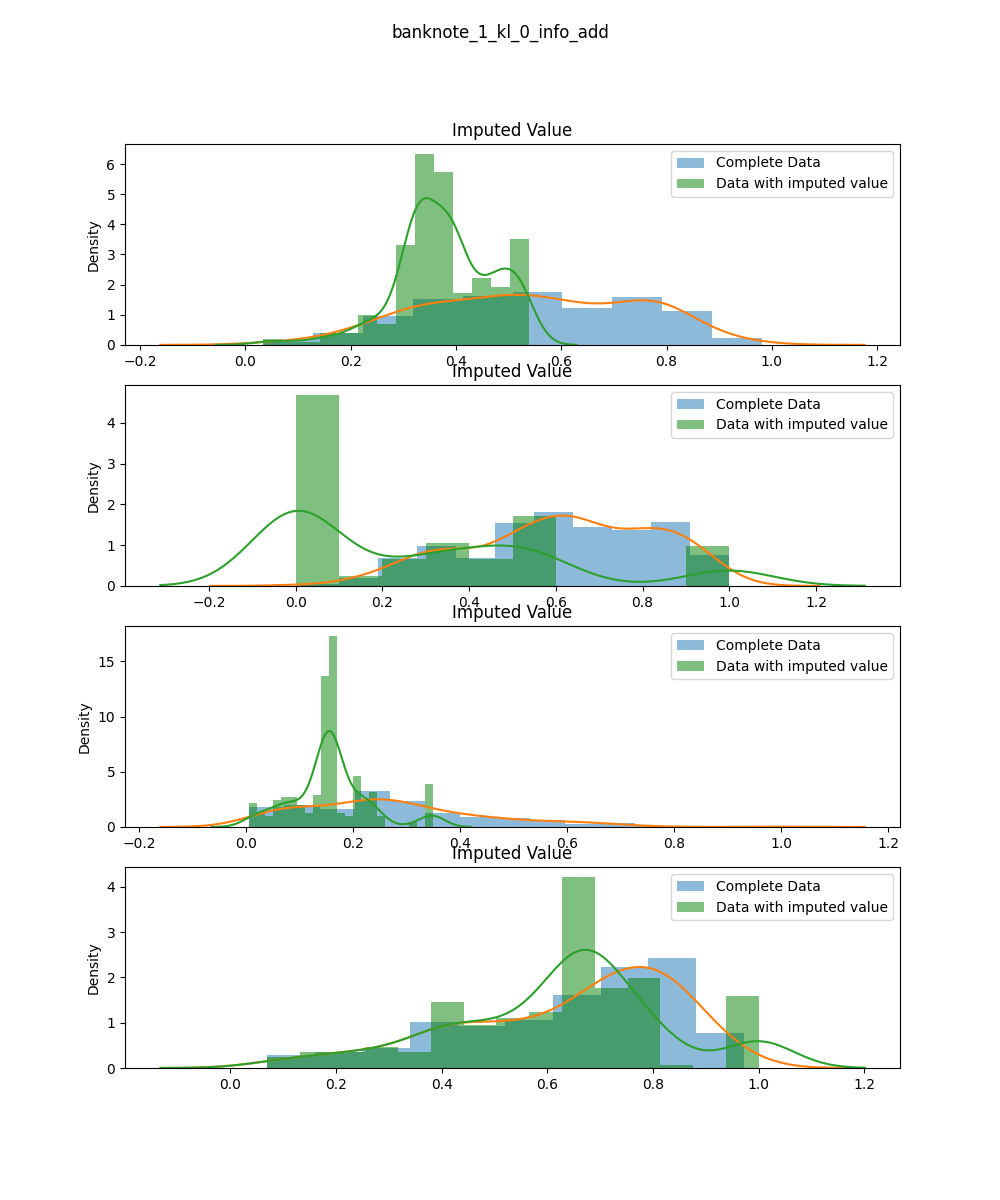 banknote_1_kl_0_info_add
Imputed Value
Complete Data
Data with imputed value
Density
6
5
4
3
2
1
0
−0.2 0.0 0.2 0.4 0.6 0.8 1.0 1.2
Imputed Value
Complete Data
Data with imputed value
Density
4
3
2
1
0
−0.2 0.0 0.2 0.4 0.6 0.8 1.0 1.2
Imputed Value
Complete Data
Data with imputed value
Density
15
10
5
0
−0.2 0.0 0.2 0.4 0.6 0.8 1.0 1.2
Imputed Value
Complete Data
Data with imputed value
Density
4
3
2
1
0
0.0 0.2 0.4 0.6 0.8 1.0 1.2